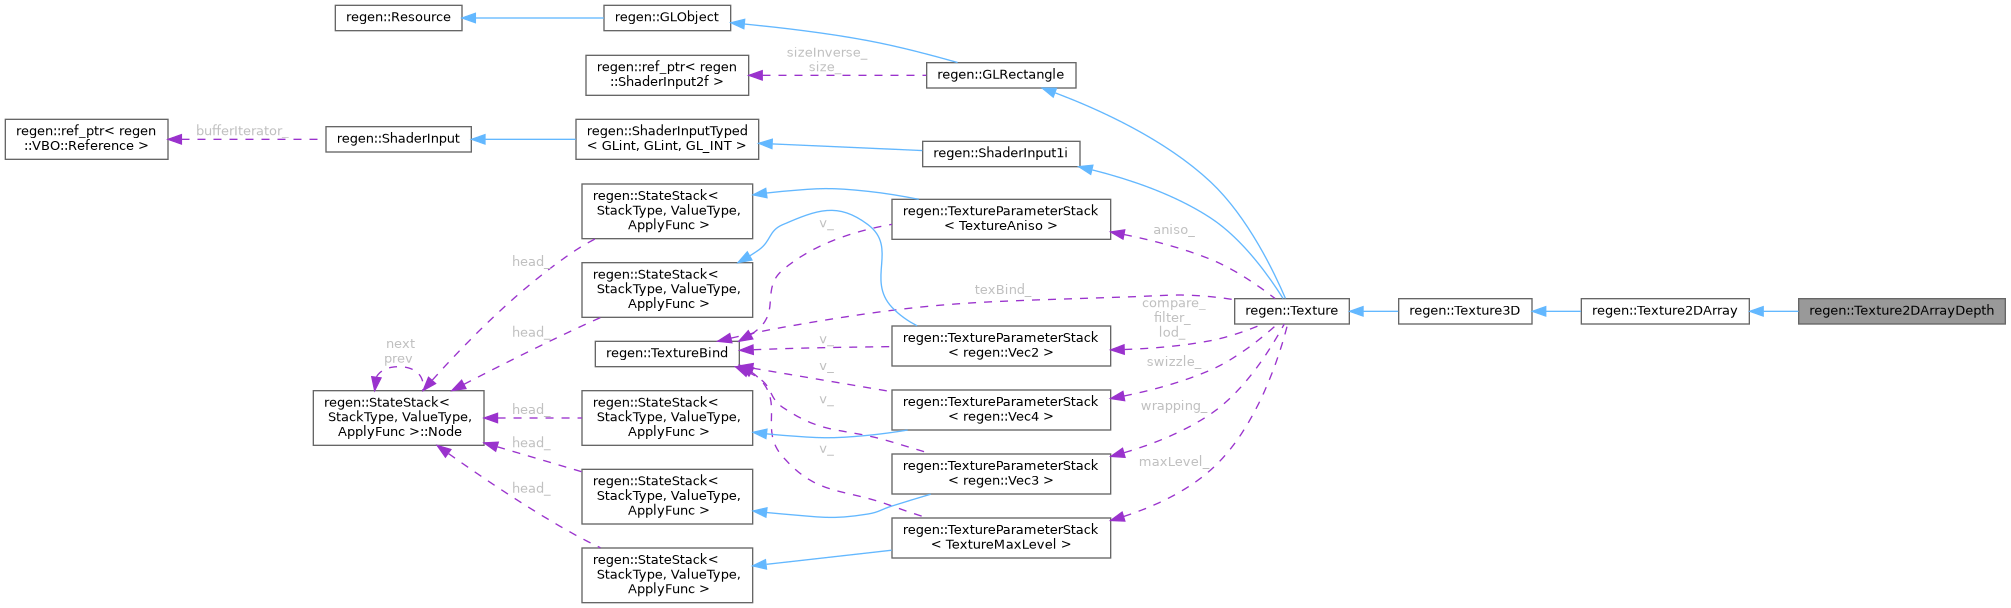 regen::Resource
regen::GLObject
regen::ref_ptr< regen
::ShaderInput2f >
sizeInverse_
size_
regen::GLRectangle
regen::ref_ptr< regen
::VBO::Reference >
bufferIterator_
regen::ShaderInput
regen::ShaderInputTyped
< GLint, GLint, GL_INT >
regen::ShaderInput1i
regen::StateStack<
StackType, ValueType,
ApplyFunc >
regen::TextureParameterStack
< TextureAniso >
v_
aniso_
head_
regen::StateStack<
StackType, ValueType,
ApplyFunc >
head_
texBind_
compare_
filter_
lod_
regen::Texture
regen::Texture3D
regen::Texture2DArray
regen::Texture2DArrayDepth
next
prev_
regen::TextureBind
v_
regen::TextureParameterStack
< regen::Vec2 >
v_
swizzle_
regen::StateStack<
StackType, ValueType,
ApplyFunc >::Node
head_
regen::StateStack<
StackType, ValueType,
ApplyFunc >
v_
regen::TextureParameterStack
< regen::Vec4 >
wrapping_
head_
v_
regen::TextureParameterStack
< regen::Vec3 >
maxLevel_
head_
regen::StateStack<
StackType, ValueType,
ApplyFunc >
regen::TextureParameterStack
< TextureMaxLevel >
regen::StateStack<
StackType, ValueType,
ApplyFunc >